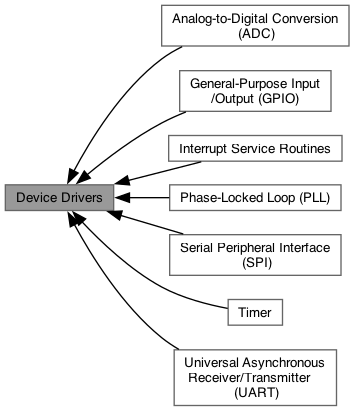 Analog-to-Digital Conversion
(ADC)
General-Purpose Input
/Output (GPIO)
Interrupt Service Routines
Device Drivers
Phase-Locked Loop (PLL)
Serial Peripheral Interface
(SPI)
Timer
Universal Asynchronous
Receiver/Transmitter
(UART)